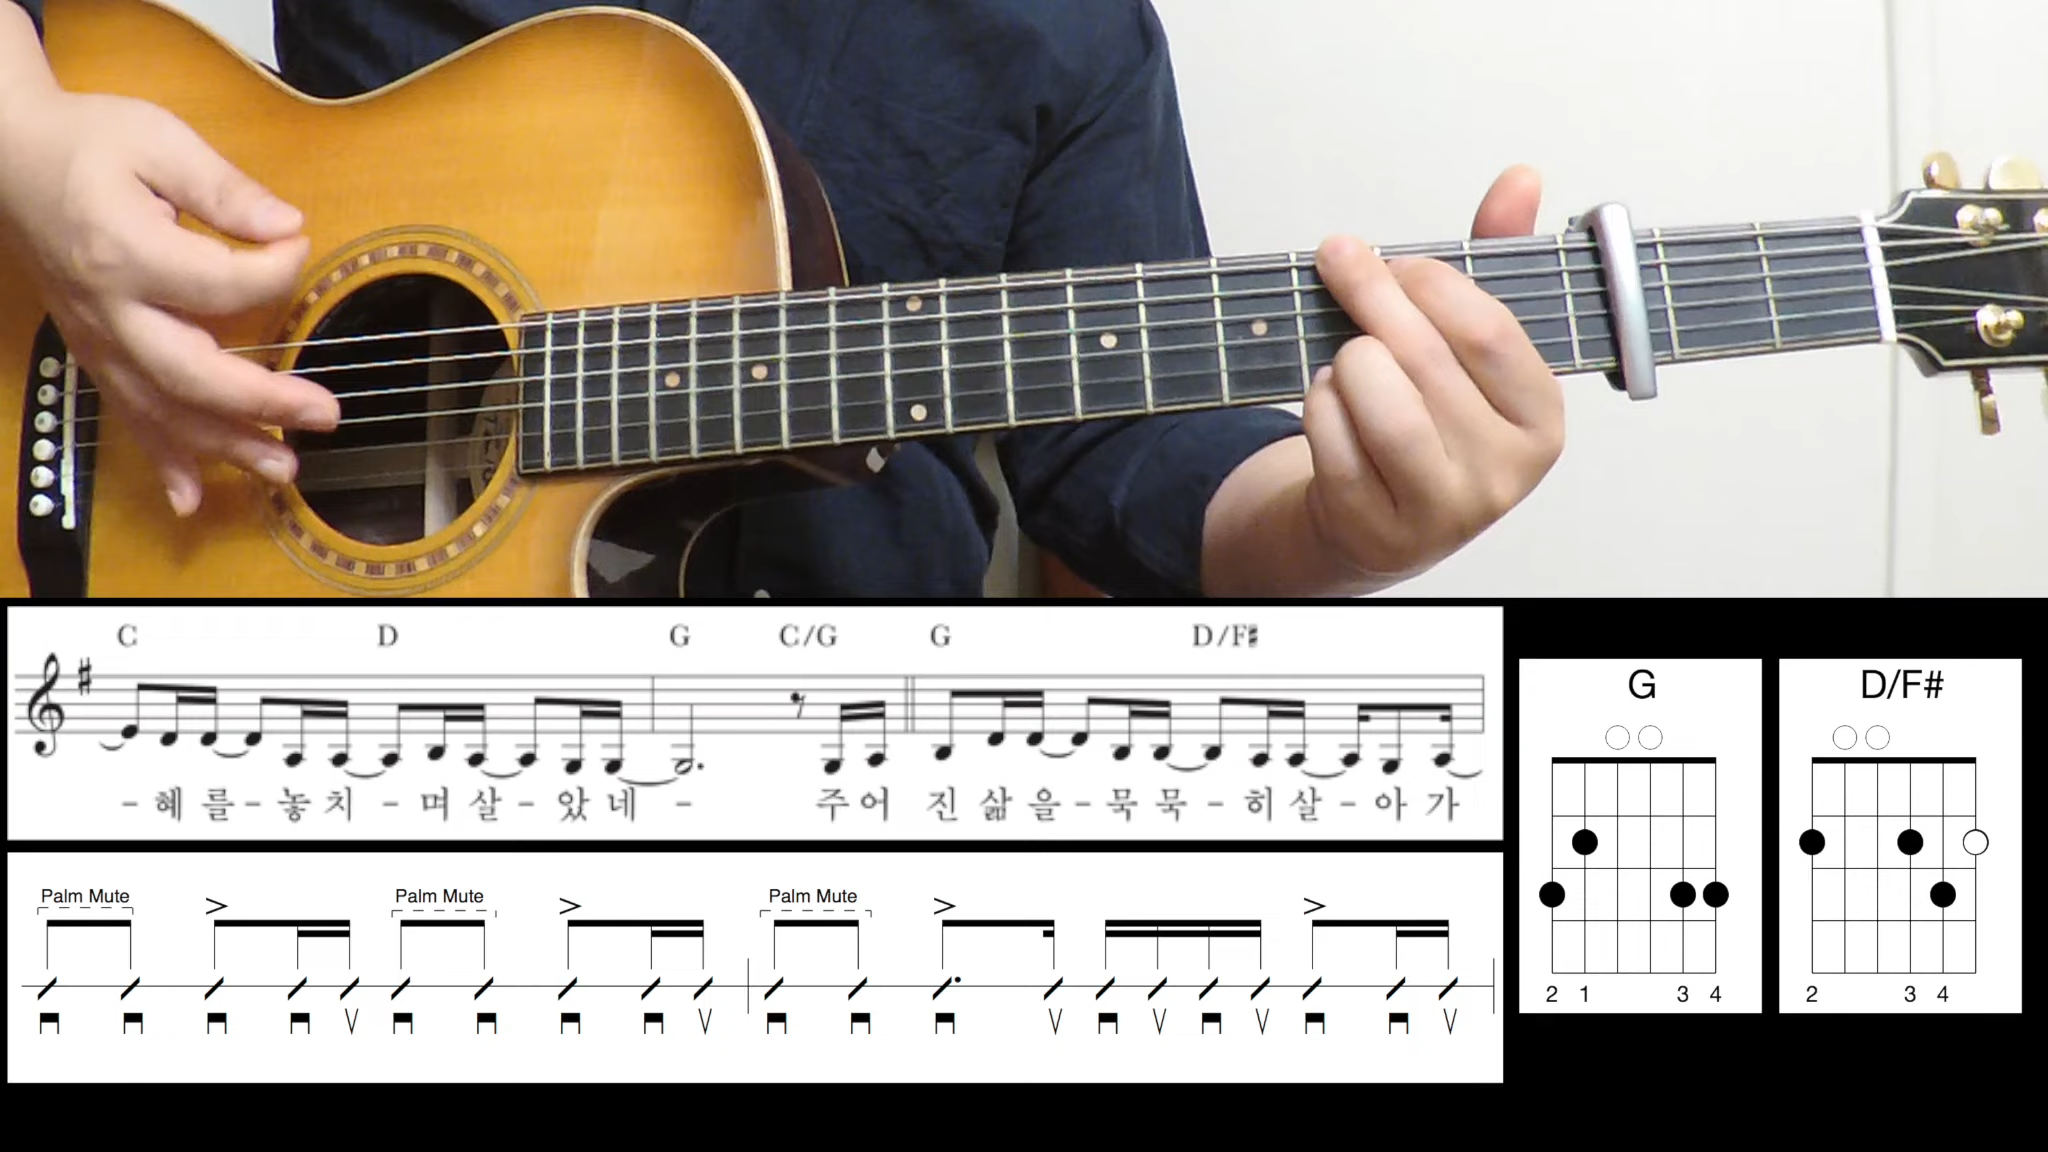 C D G C/G G D/F#
- 혜 를 - 놓 치 - 며 살 - 았 네 - 주 어 진 삶 을 - 묵 묵 - 히 살 - 아 가
Palm Mute Palm Mute Palm Mute
G
2 1 3 4
D/F#
2 3 4